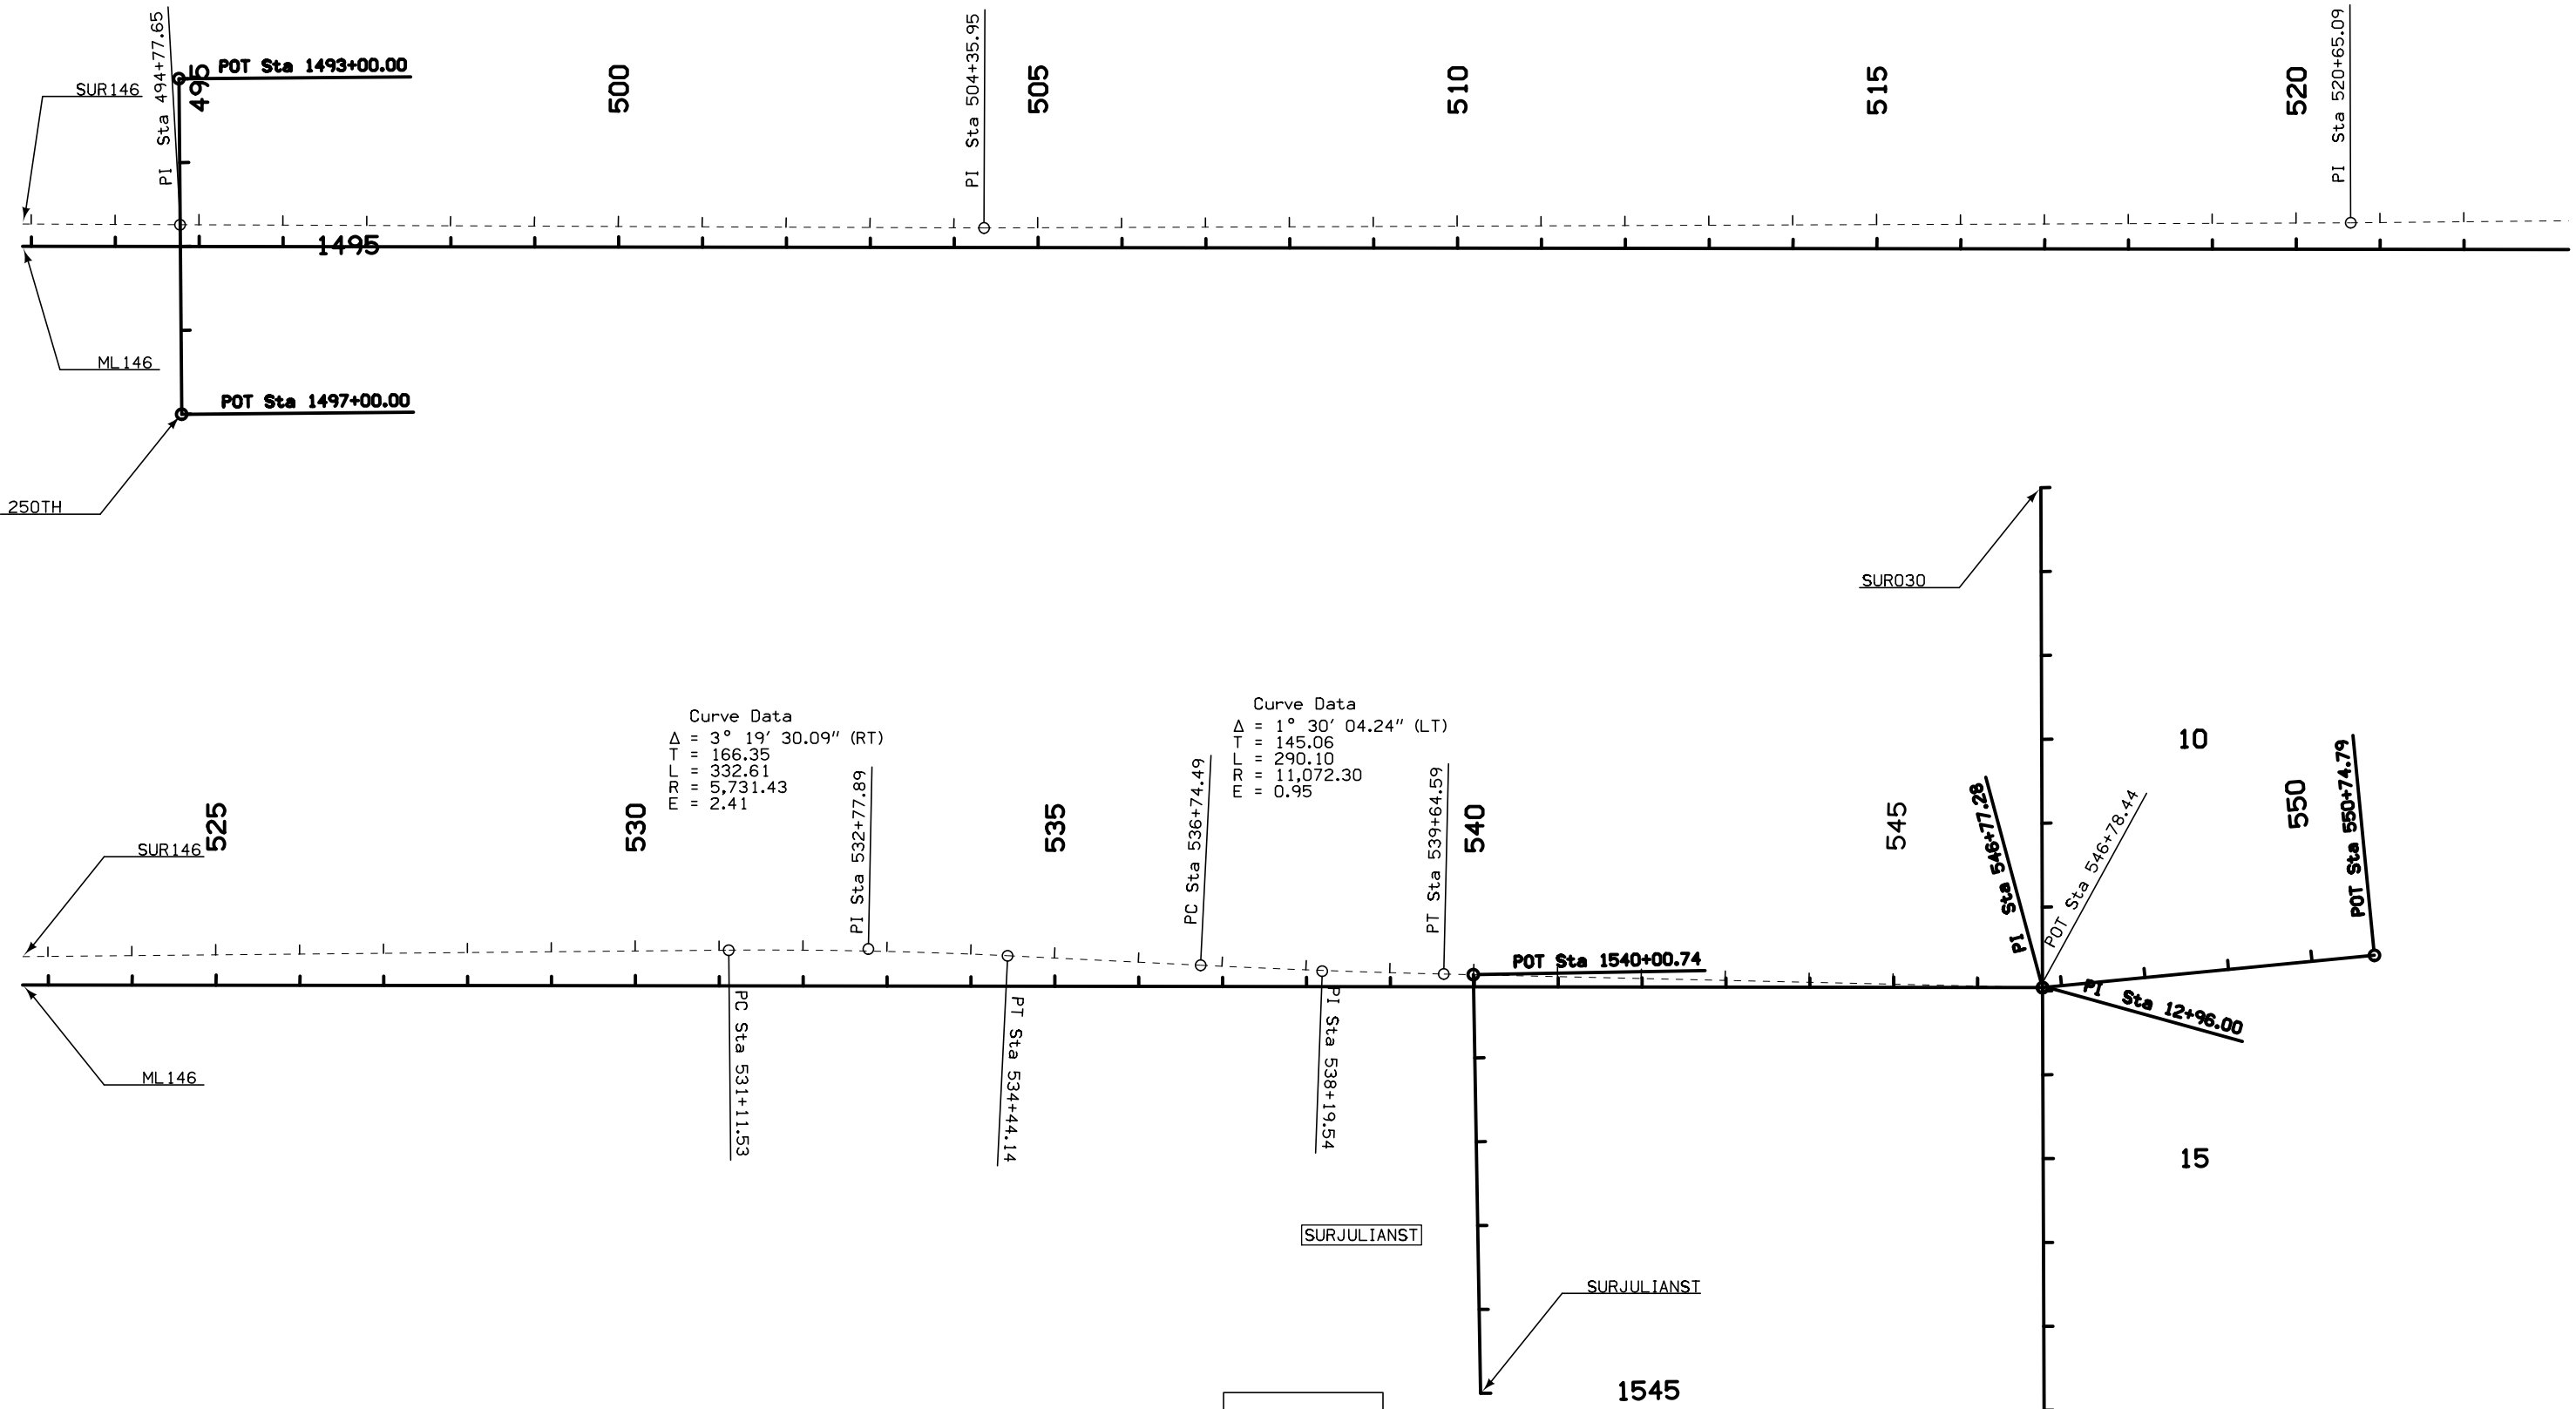 PI Sta 494+77.65
495
POT Sta 1493+00.00
SUR146
500
PI Sta 504+35.95
505
510
515
520
PI Sta 520+65.09
1495
ML146
POT Sta 1497+00.00
250TH
SUR030
Curve Data
Δ = 3° 19' 30.09" (RT)
T = 166.35
L = 332.61
R = 5,731.43
E = 2.41
Curve Data
Δ = 1° 30' 04.24" (LT)
T = 145.06
L = 290.10
R = 11,072.30
E = 0.95
525
530
PI Sta 532+77.89
535
PC Sta 536+74.49
PT Sta 539+64.59
540
545
PI Sta 546+77.28
POT Sta 546+78.44
10
550
POT Sta 550+74.79
SUR146
POT Sta 1540+00.74
PI Sta 12+96.00
ML146
PC Sta 531+11.53
PT Sta 534+44.14
PI Sta 538+19.54
15
SURJULIANST
SURJULIANST
1545